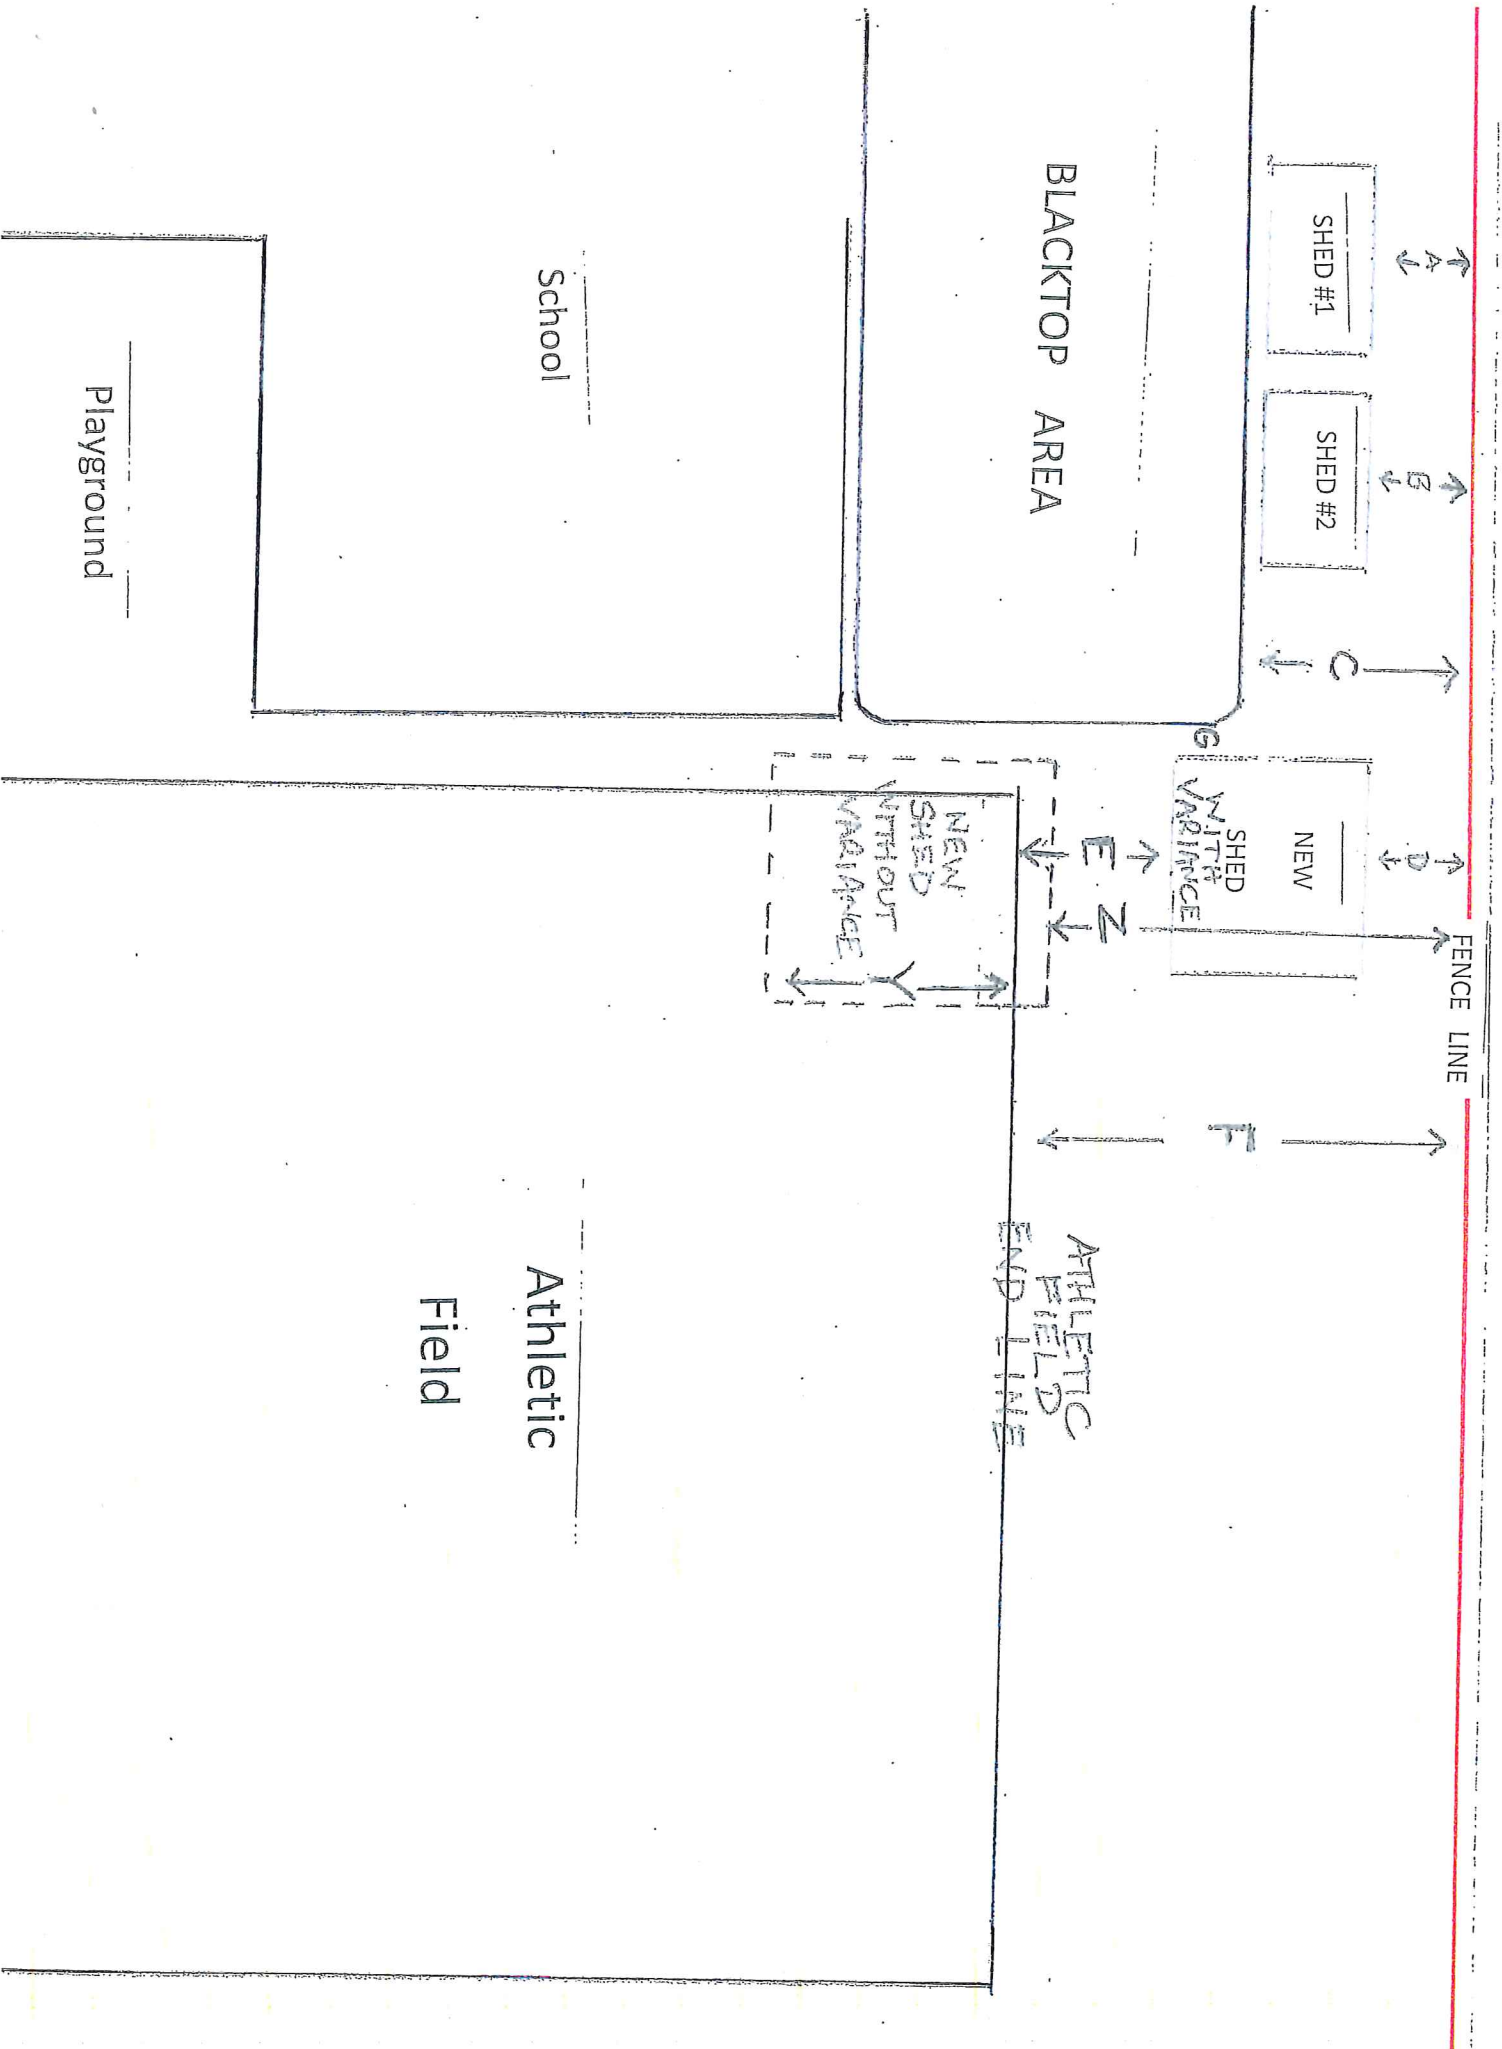 FENCE LINE
A
B
C
D
F
SHED #1
SHED #2
NEW
SHED
WITH
VARIANCE
G
E
Z
BLACKTOP AREA
ATHLETIC
FIELD
END LINE
NEW
SHED
WITHOUT
VARIANCE
Y
School
Athletic
Field
Playground